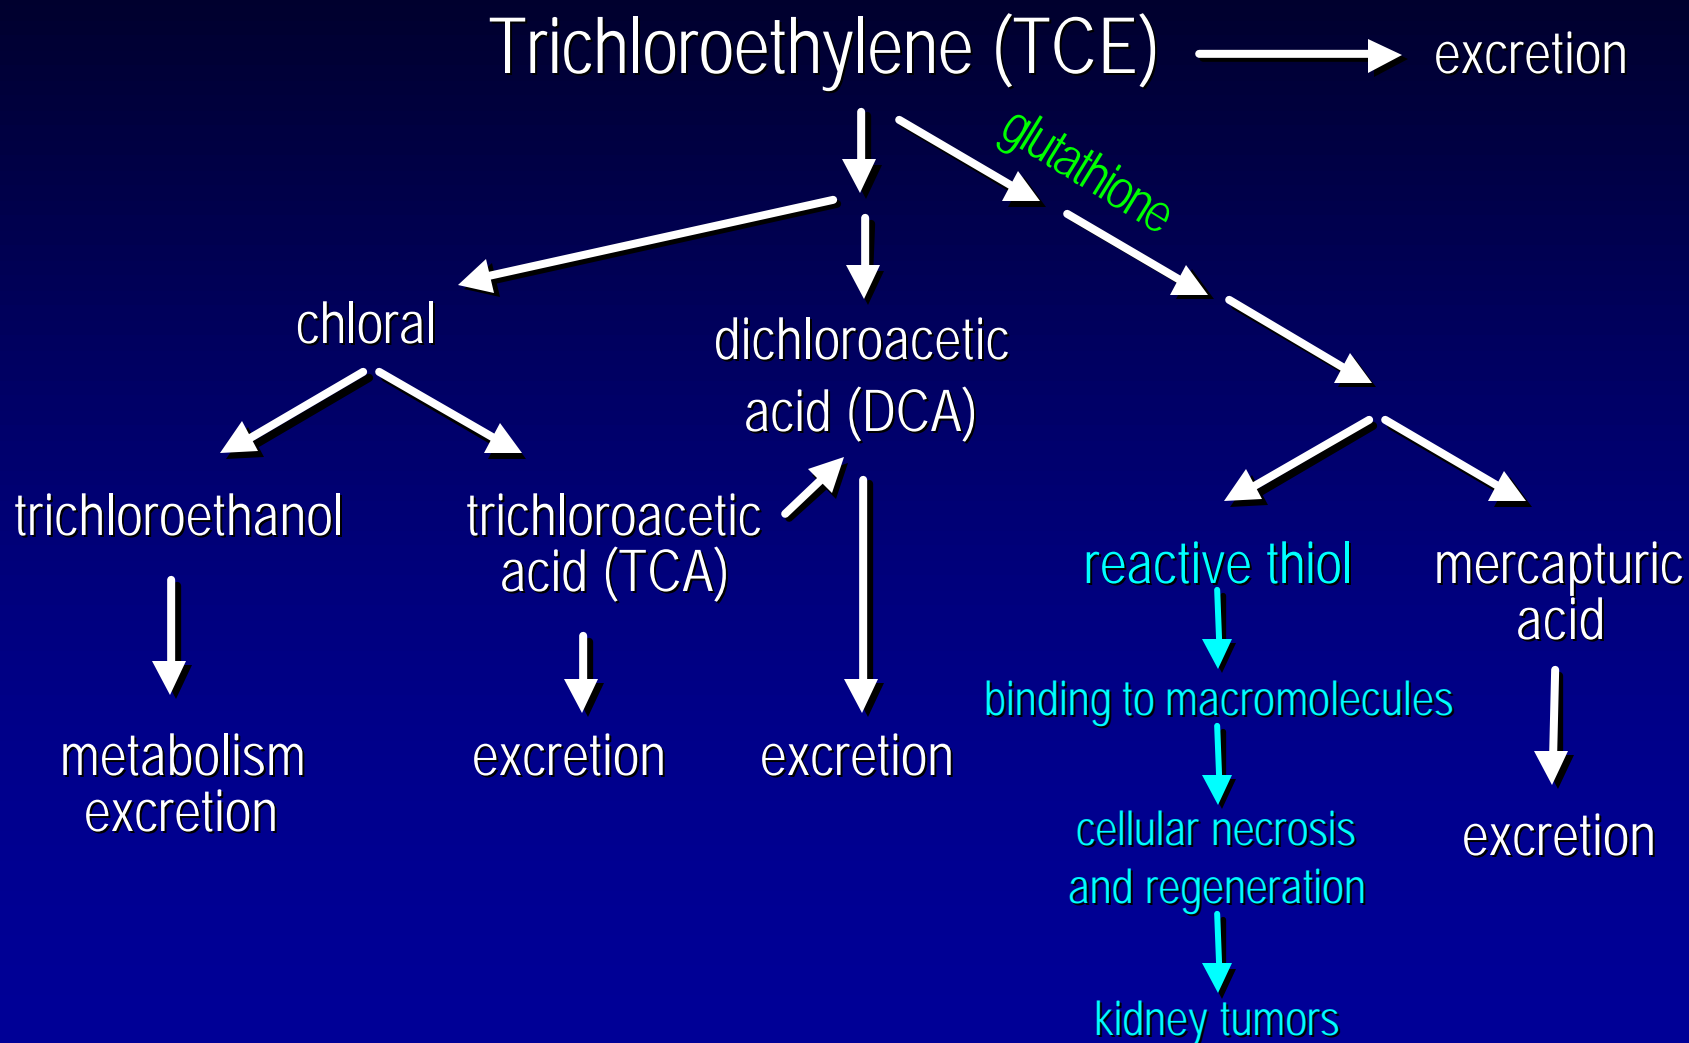 Trichloroethylene (TCE)
excretion
glutathione
chloral
dichloroacetic
acid (DCA)
trichloroethanol
trichloroacetic
acid (TCA)
reactive thiol
mercapturic
acid
binding to macromolecules
metabolism
excretion
excretion
excretion
cellular necrosis
and regeneration
excretion
kidney tumors